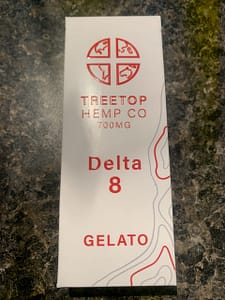 TREETOP
HEMP CO
700MG
Delta
8
GELATO